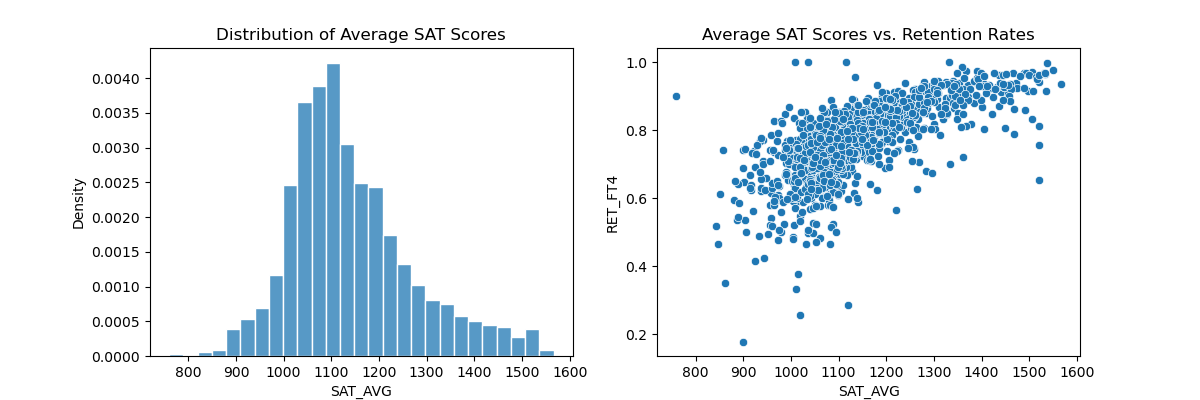 Distribution of Average SAT Scores
Density
0.0040
0.0035
0.0030
0.0025
0.0020
0.0015
0.0010
0.0005
0.0000
800 900 1000 1100 1200 1300 1400 1500 1600
SAT_AVG
Average SAT Scores vs. Retention Rates
RET_FT4
1.0
0.8
0.6
0.4
0.2
800 900 1000 1100 1200 1300 1400 1500 1600
SAT_AVG